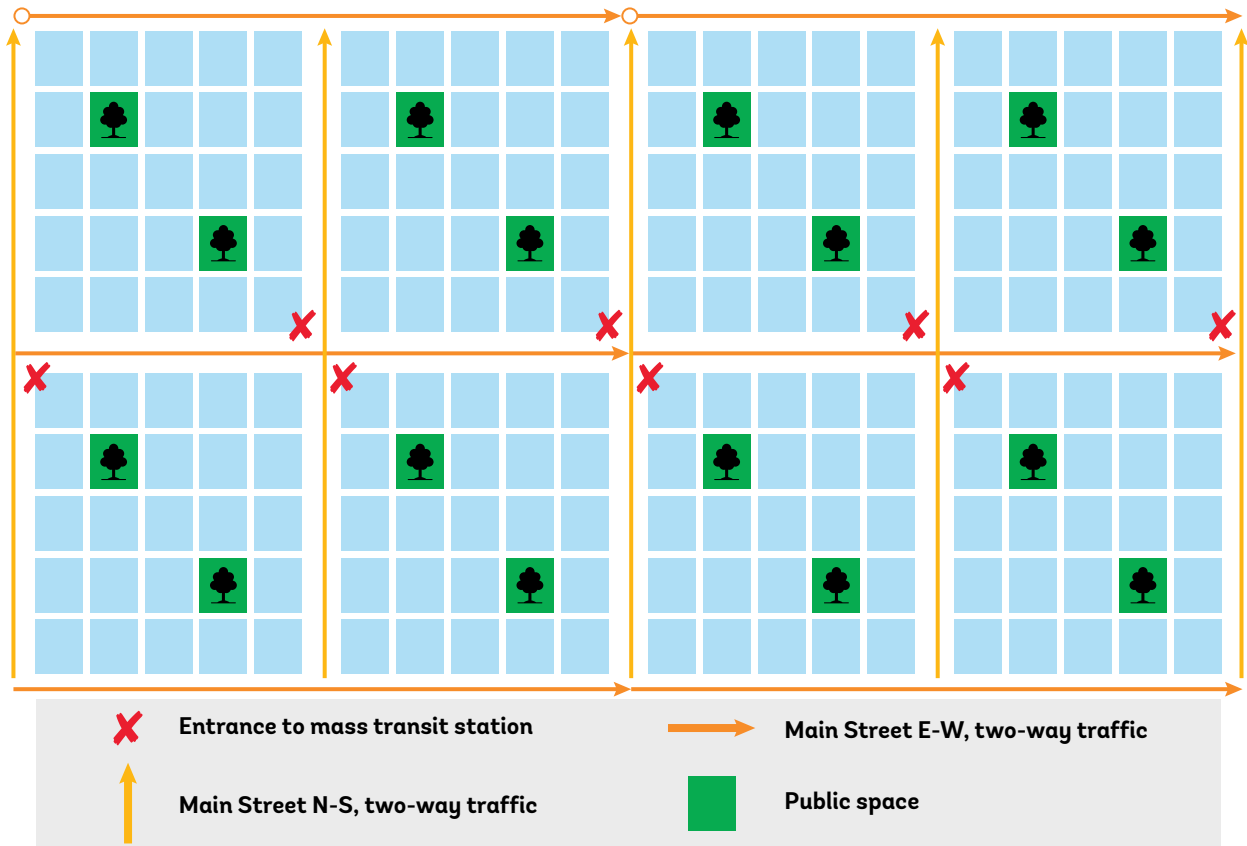 Entrance to mass transit station
Main Street E-W, two-way traffic
Main Street N-S, two-way traffic
Public space